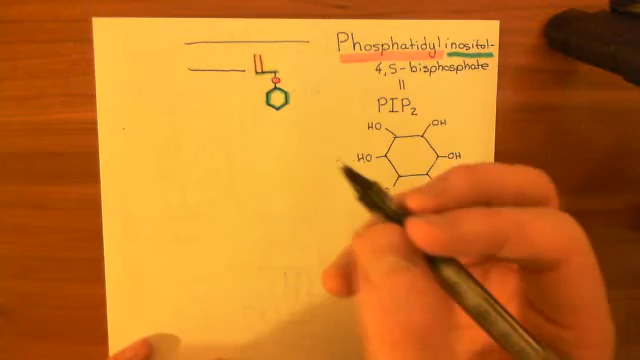 Phosphatidylinositol-
4,5-bisphosphate
=
PIP2
HO OH
HO OH